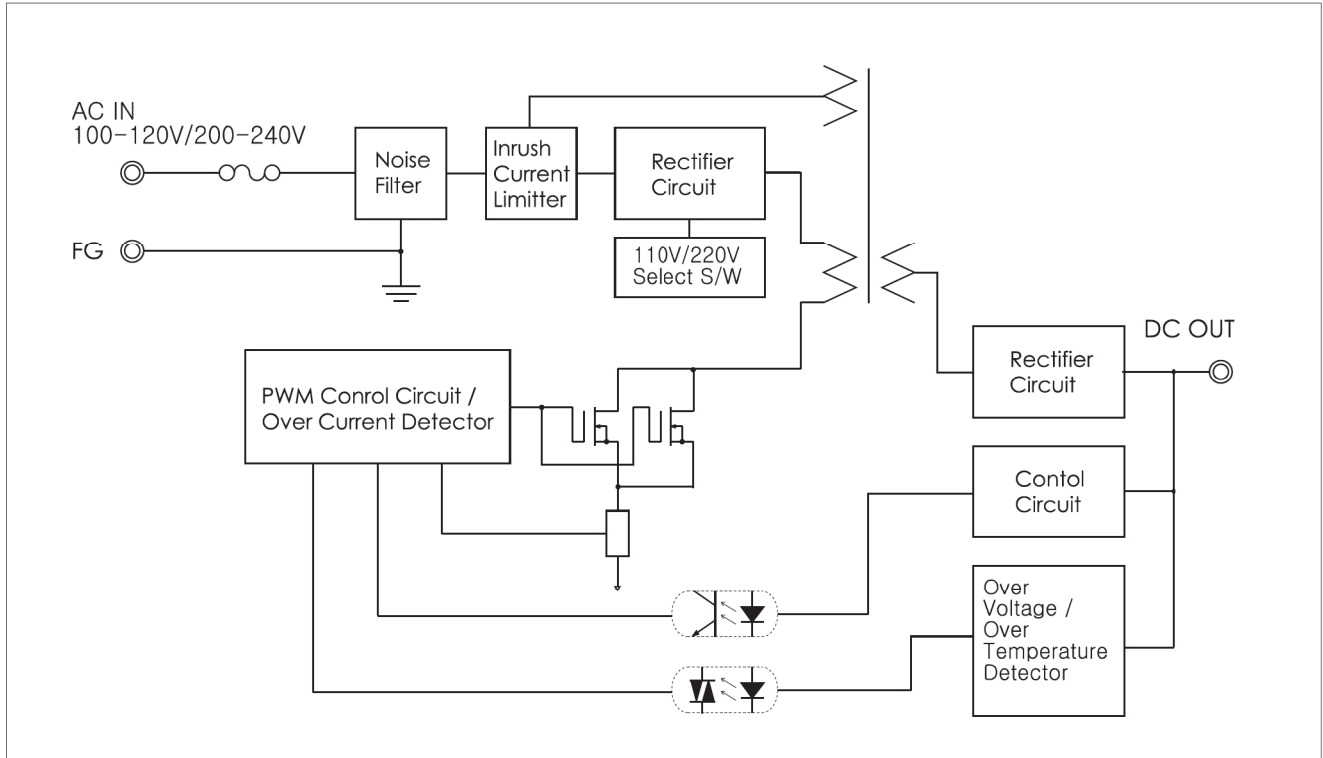 AC IN
100-120V/200-240V
Noise
Filter
Inrush
Current
Limitter
Rectifier
Circuit
110V/220V
Select S/W
FG
PWM Conrol Circuit /
Over Current Detector
DC OUT
Rectifier
Circuit
Contol
Circuit
Over
Voltage /
Over
Temperature
Detector